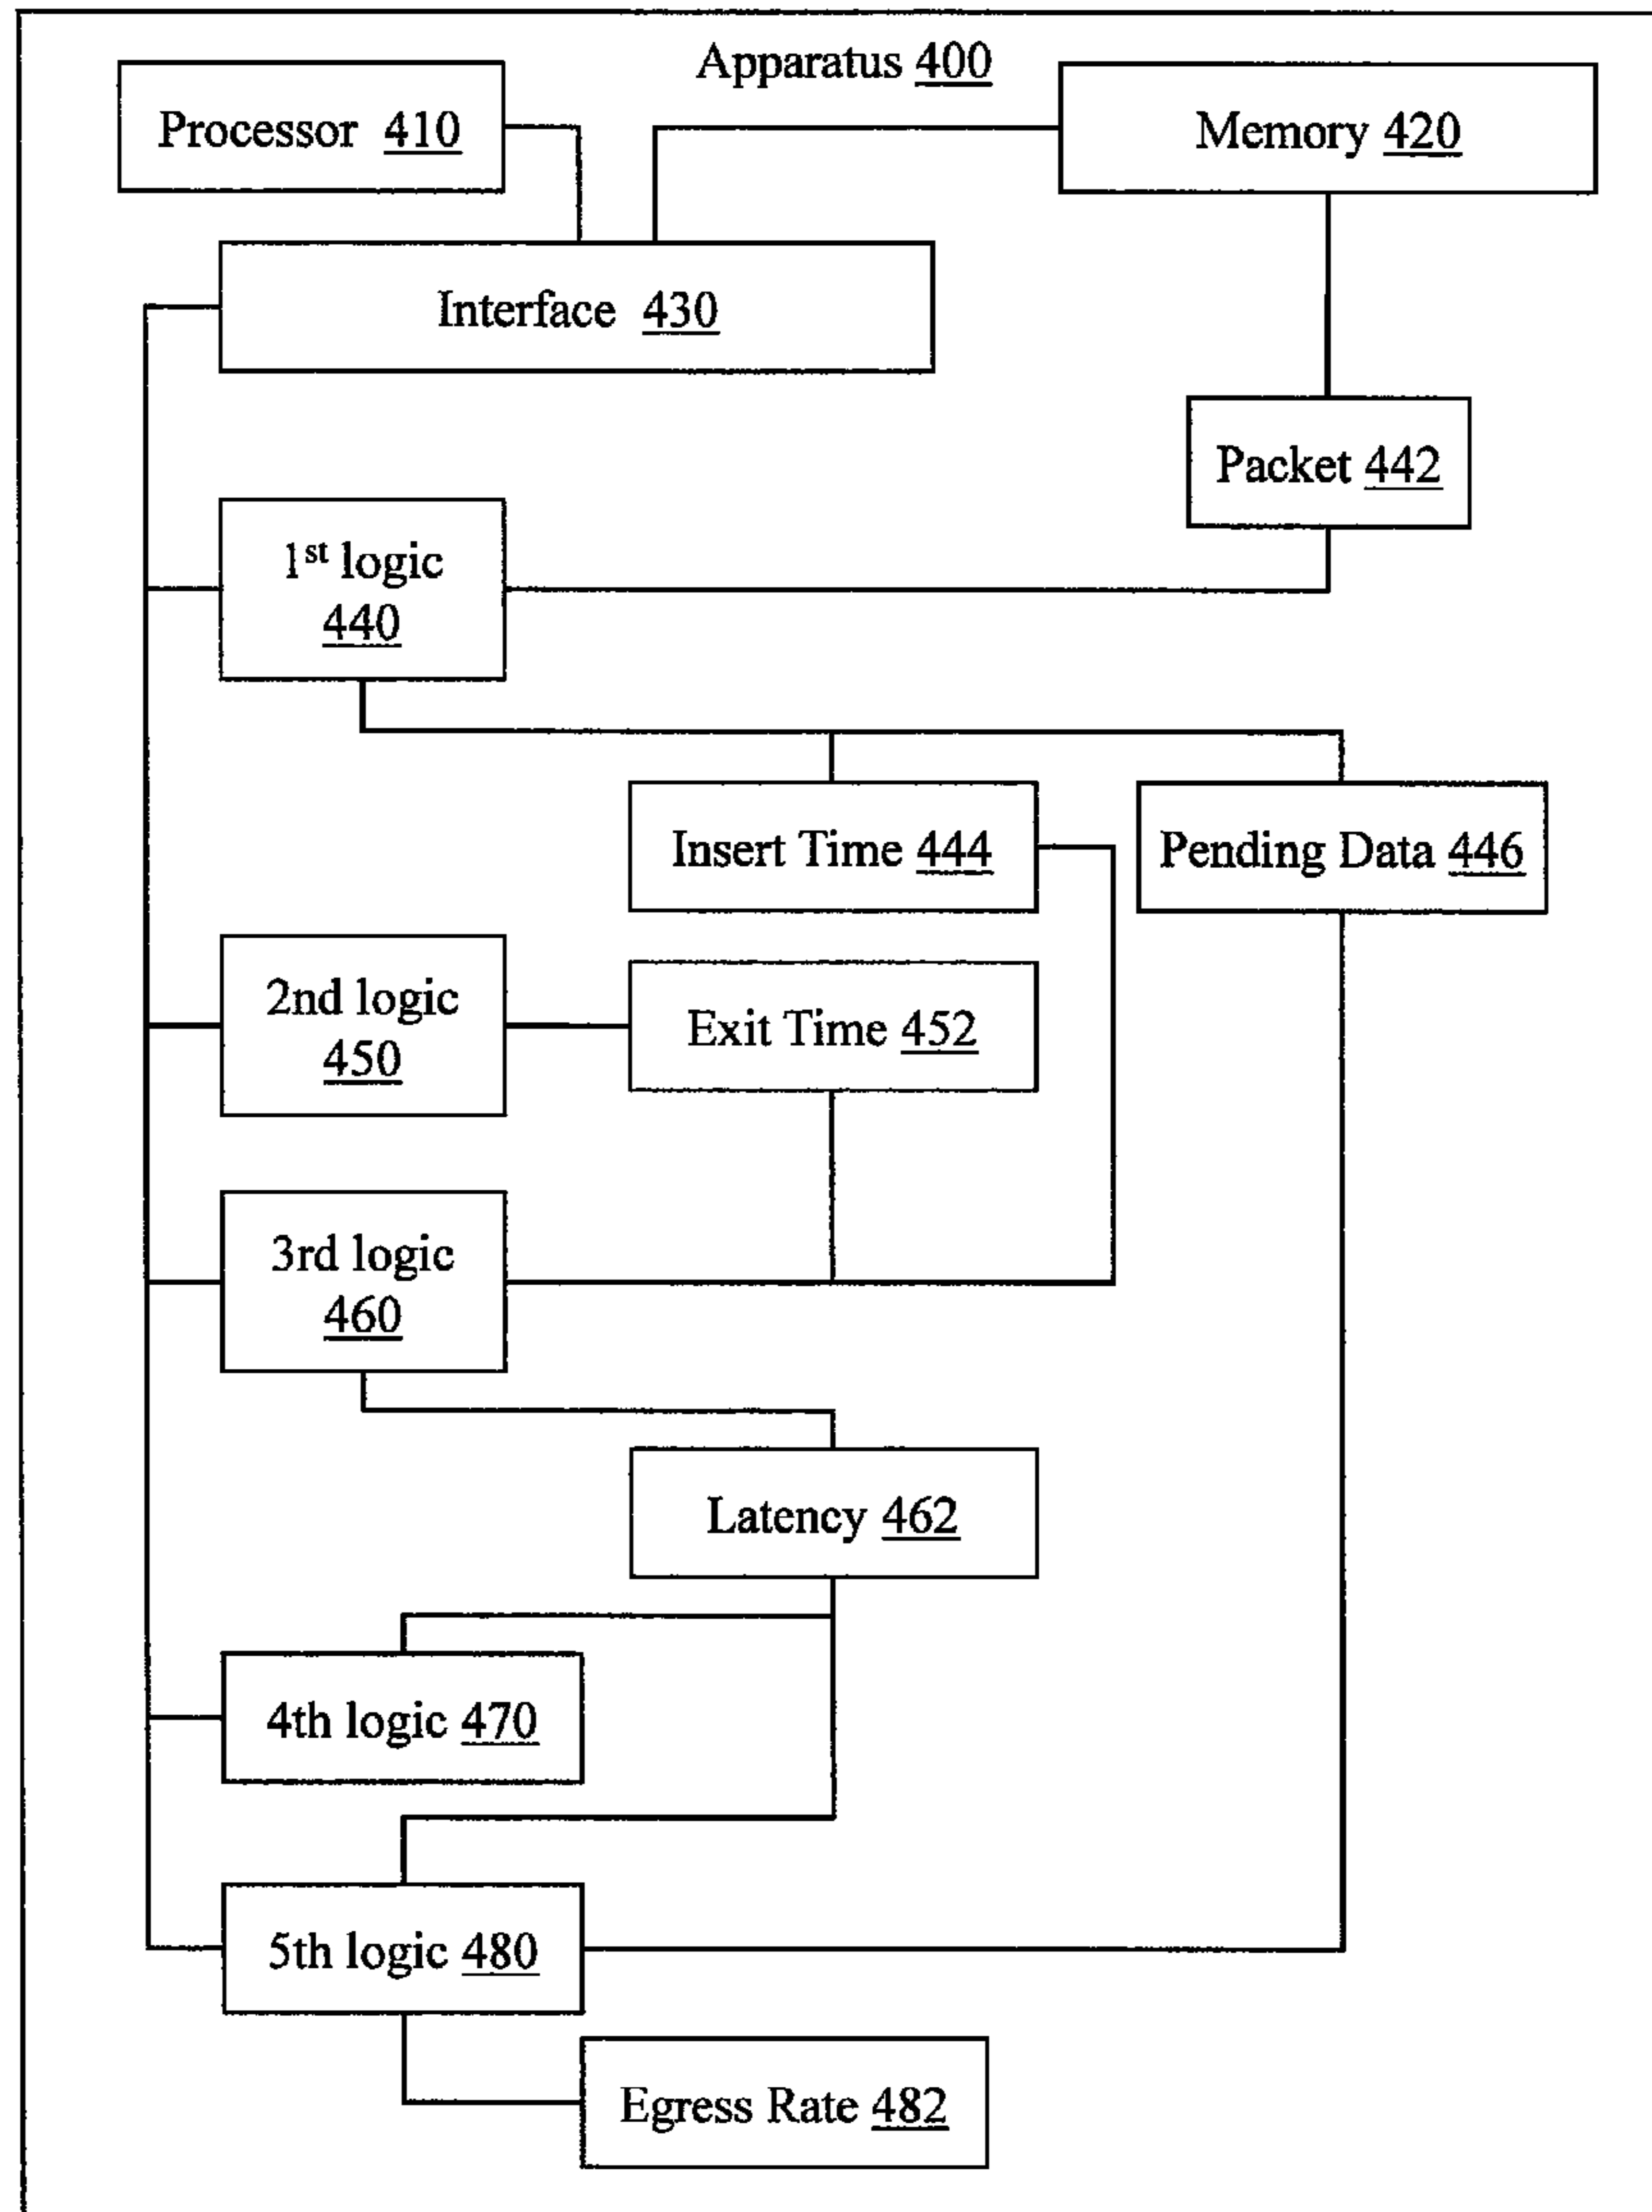 Apparatus 400
Processor 410
Memory 420
Interface 430
Packet 442
1st logic
440
Insert Time 444
Pending Data 446
2nd logic
450
Exit Time 452
3rd logic
460
Latency 462
4th logic 470
5th logic 480
Egress Rate 482